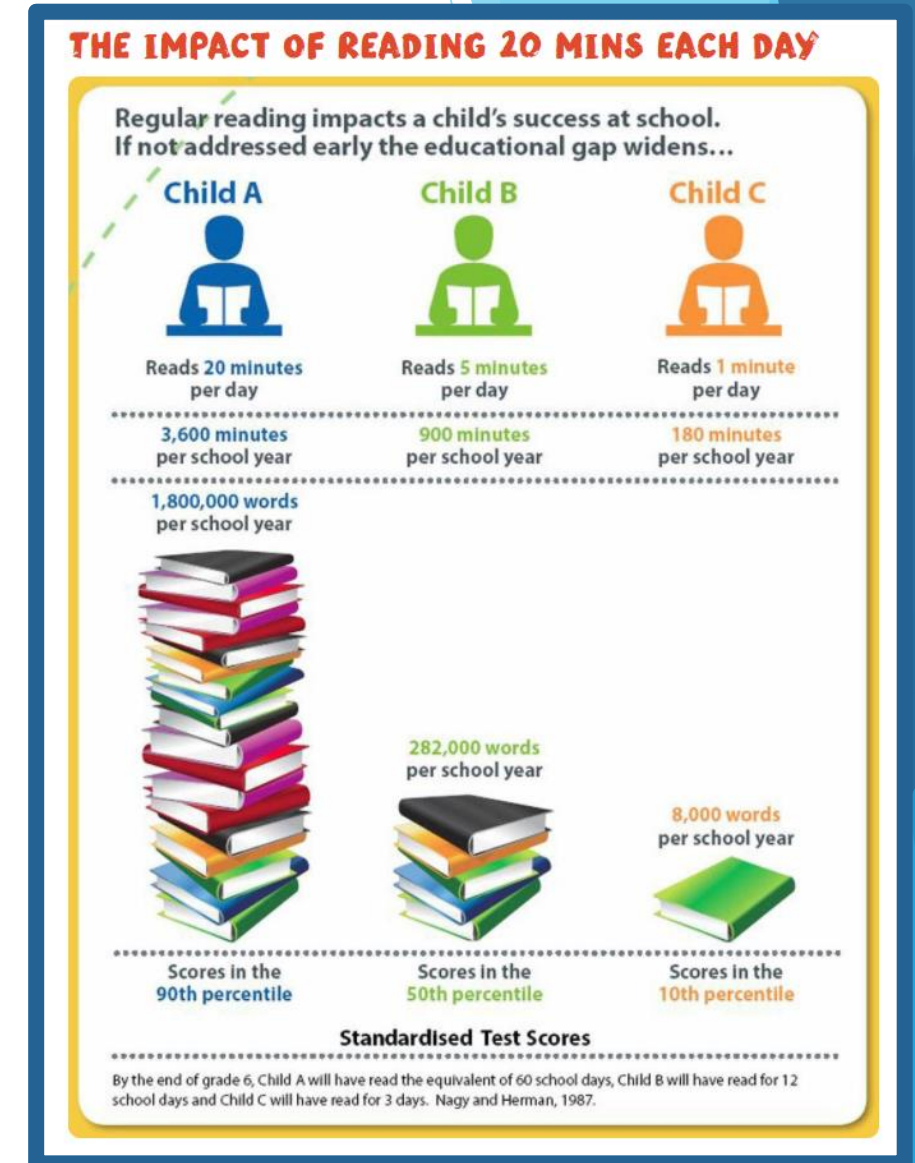 THE IMPACT OF READING 20 MINS EACH DAY
Regular reading impacts a child's success at school.
If not addressed early the educational gap widens...
Child A
Child B
Child C
Reads 20 minutes
per day
Reads 5 minutes
per day
Reads 1 minute
per day
3,600 minutes
per school year
900 minutes
per school year
180 minutes
per school year
1,800,000 words
per school year
282,000 words
per school year
8,000 words
per school year
Scores in the
90th percentile
Scores in the
50th percentile
Scores in the
10th percentile
Standardised Test Scores
By the end of grade 6, Child A will have read the equivalent of 60 school days, Child B will have read for 12
school days and Child C will have read for 3 days. Nagy and Herman, 1987.